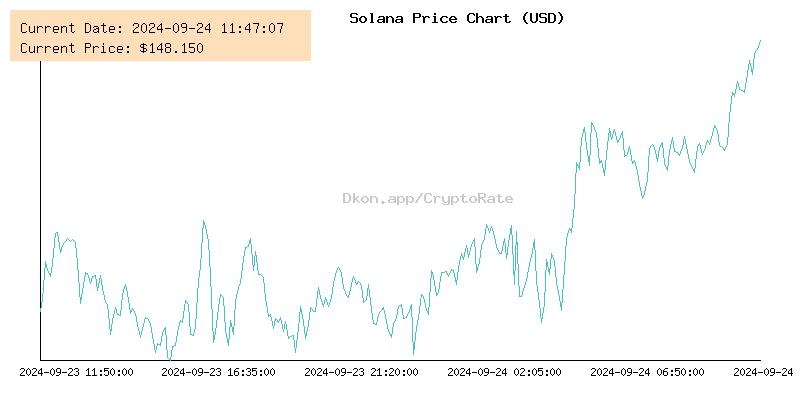 Solana Price Chart (USD)
Current Date: 2024-09-24 11:47:07
Current Price: $148.150
Dkon.app/CryptoRate
2024-09-23 11:50:00 2024-09-23 16:35:00 2024-09-23 21:20:00 2024-09-24 02:05:00 2024-09-24 06:50:00 2024-09-24